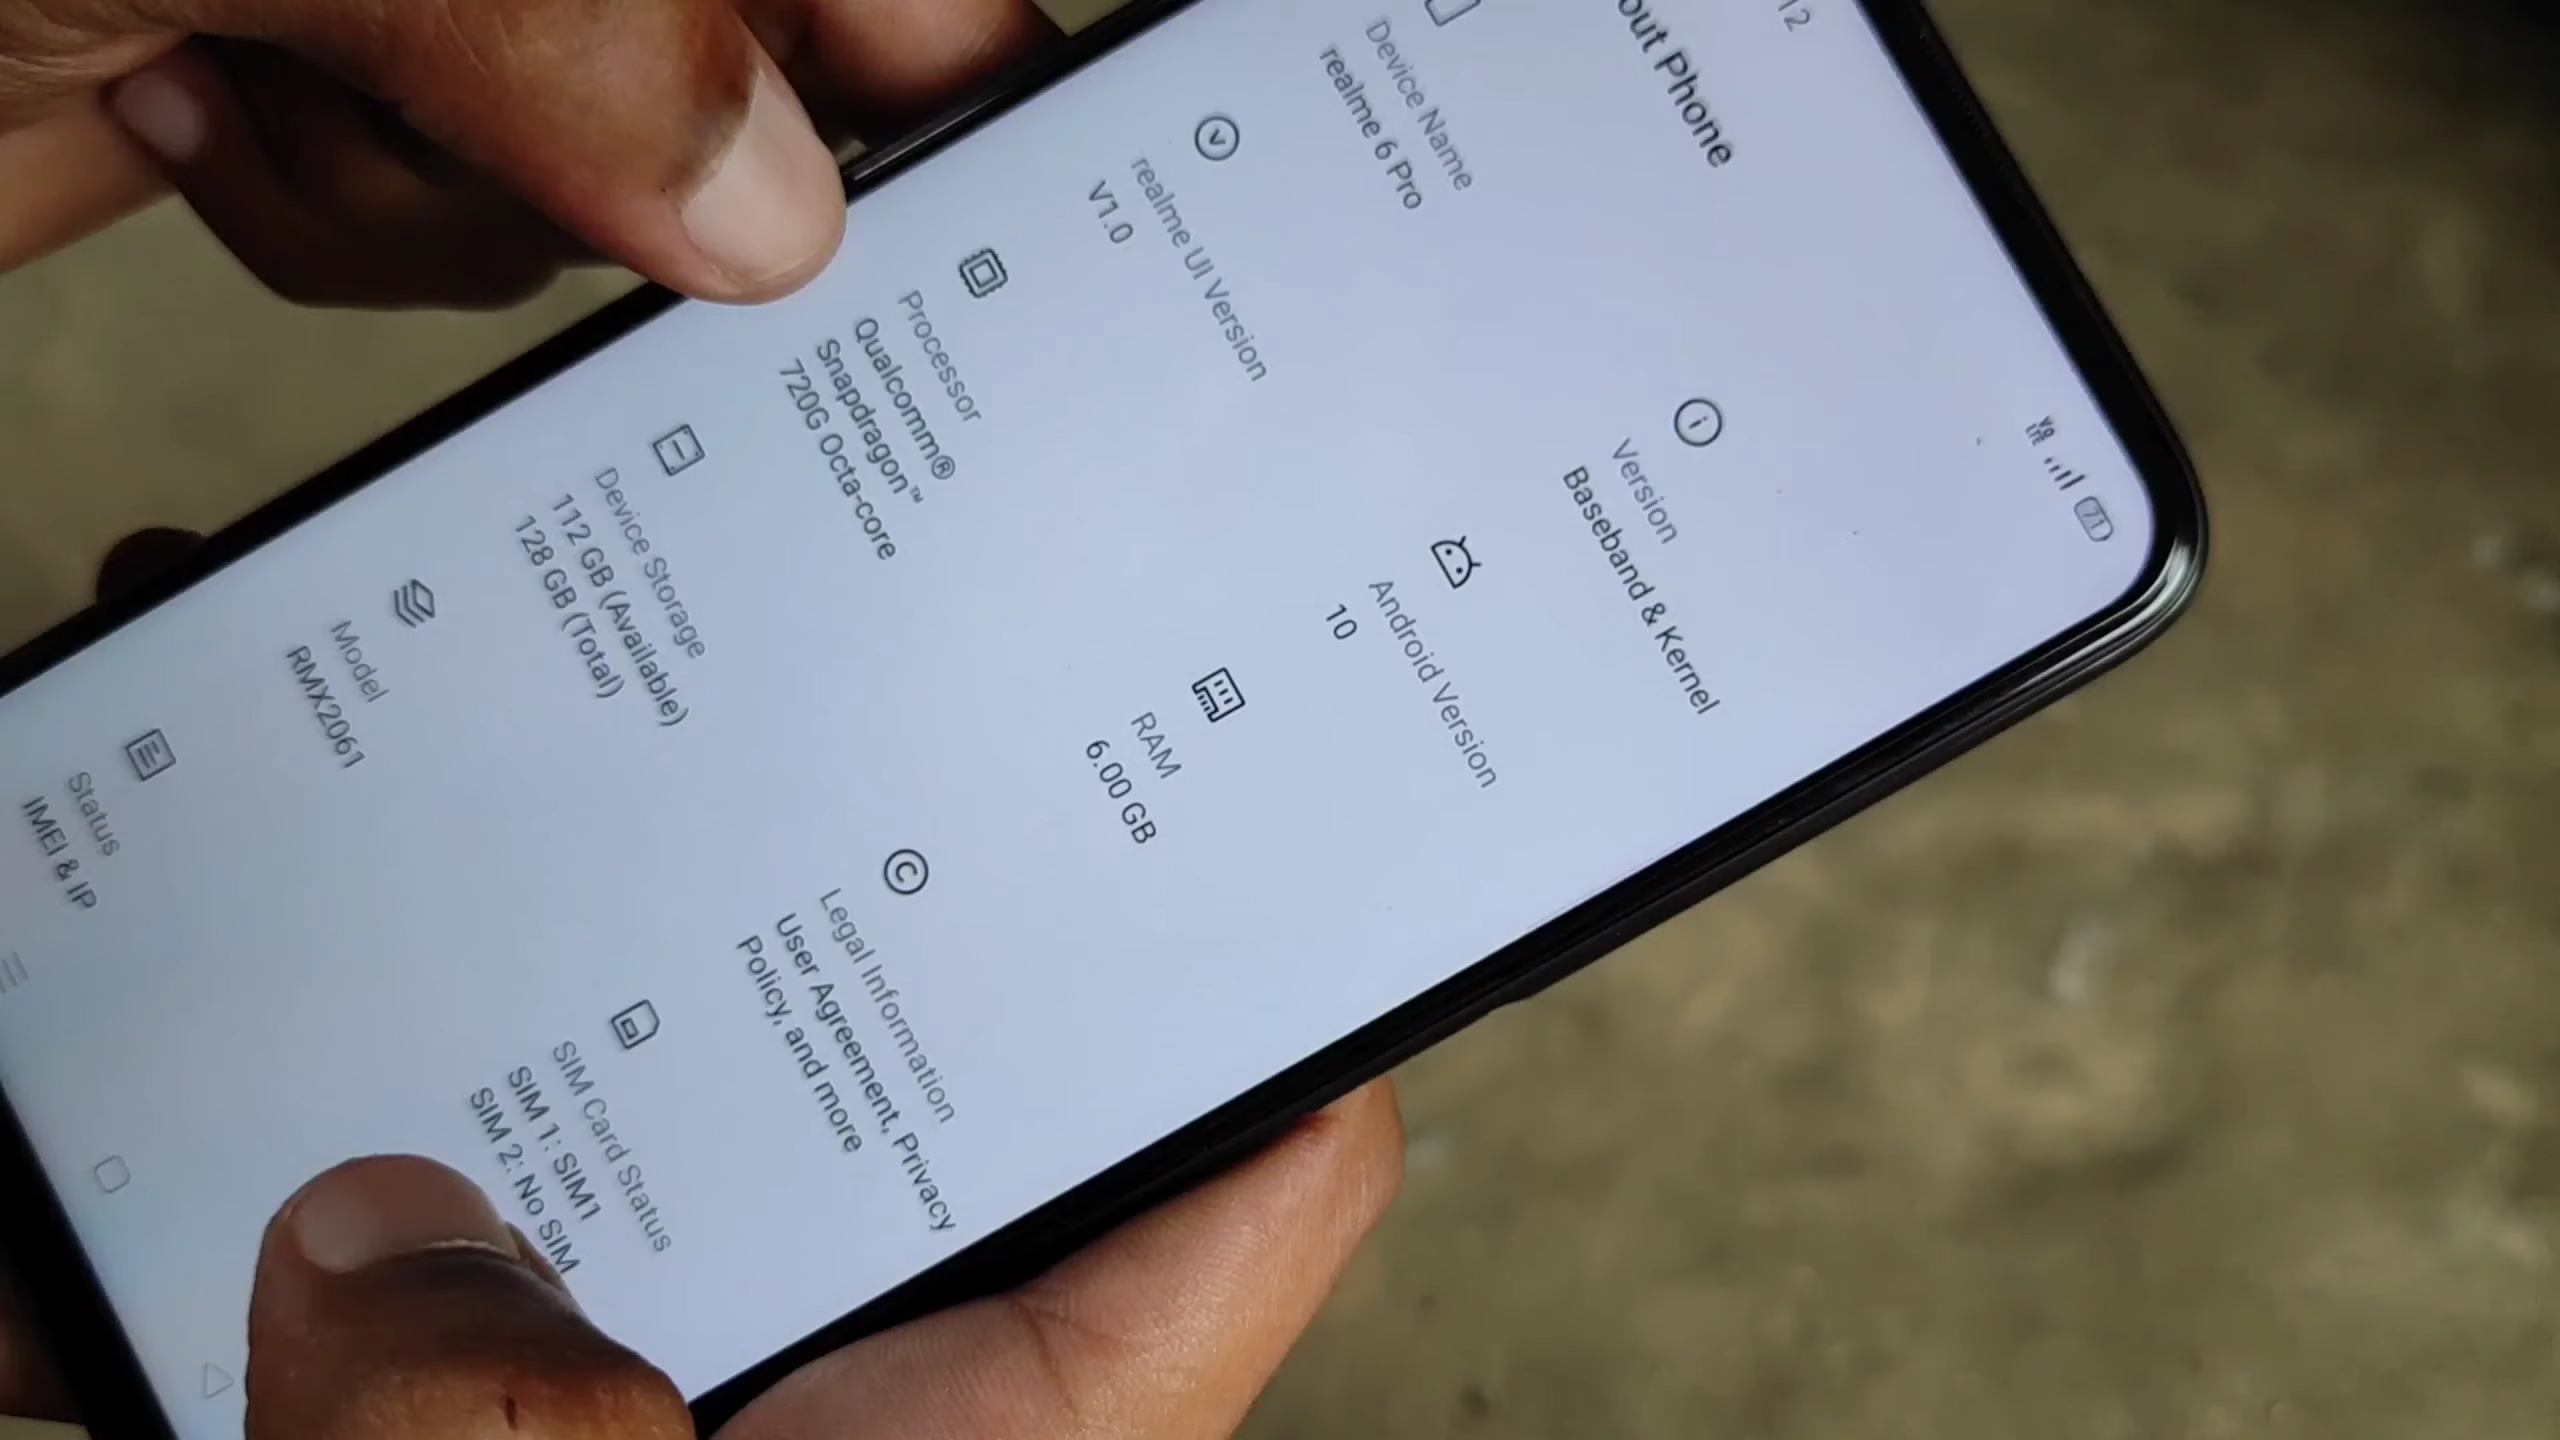 12
71
out Phone
Device Name
realme 6 Pro
Version
Baseband & Kernel
realme UI Version
V1.0
Android Version
10
Processor
Qualcomm®
Snapdragon™
720G Octa-core
RAM
6.00 GB
Device Storage
112 GB (Available)
128 GB (Total)
Legal Information
User Agreement, Privacy
Policy, and more
Model
RMX2061
SIM Card Status
SIM 1: SIM1
SIM 2: No SIM
Status
IMEI & IP